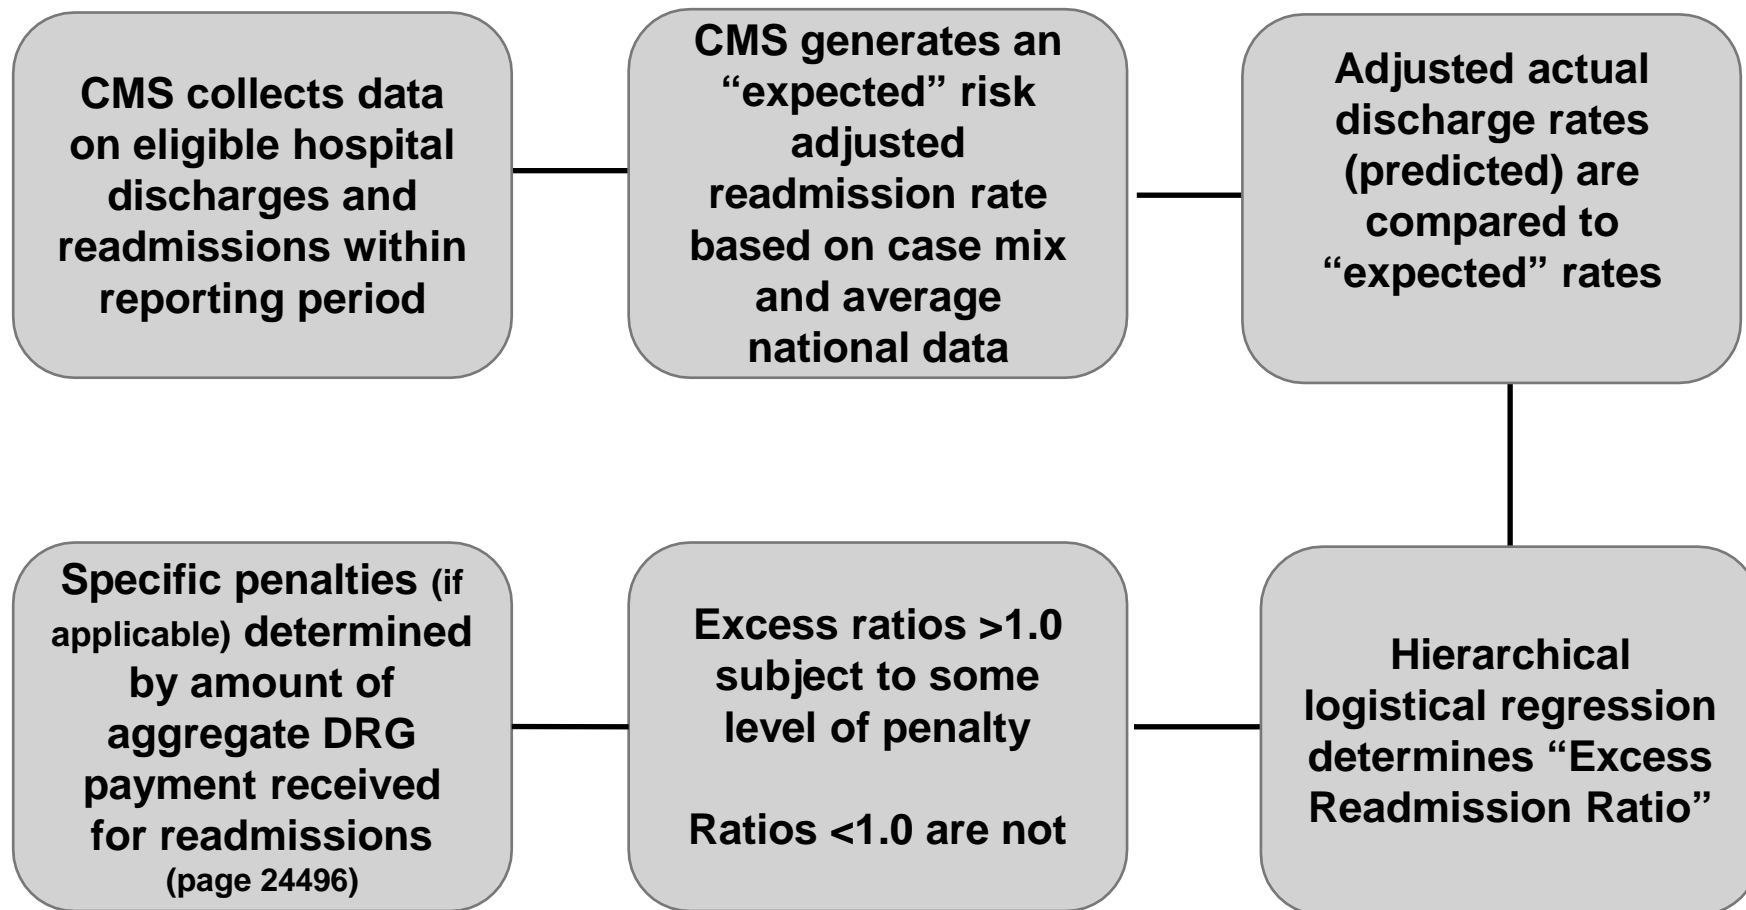 CMS collects data
on eligible hospital
discharges and
readmissions within
reporting period
CMS generates an
“expected” risk
adjusted
readmission rate
based on case mix
and average
national data
Adjusted actual
discharge rates
(predicted) are
compared to
“expected” rates
Hierarchical
logistical regression
determines “Excess
Readmission Ratio”
Excess ratios >1.0
subject to some
level of penalty
Ratios <1.0 are not
Specific penalties (if
applicable) determined
by amount of
aggregate DRG
payment received
for readmissions
(page 24496)